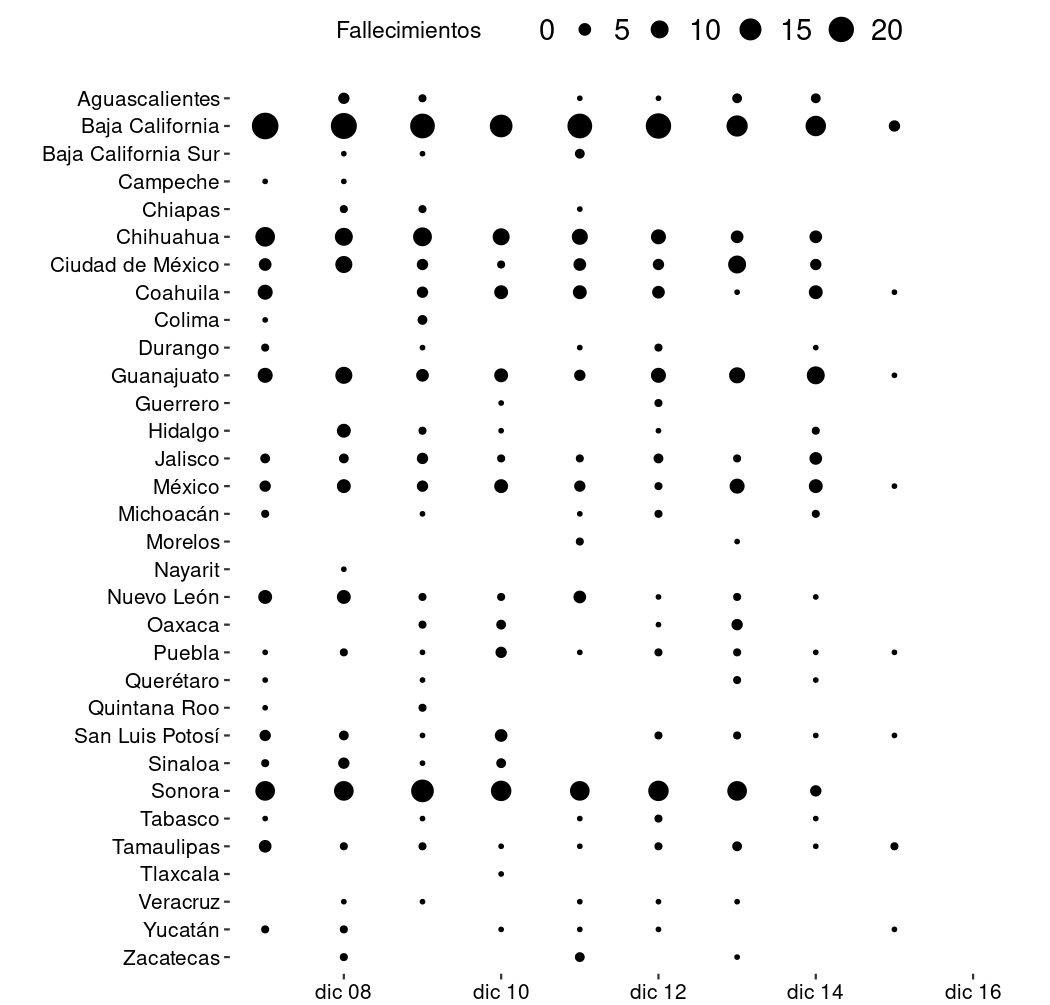 Fallecimientos 0 5 10 15 20
Aguascalientes
Baja California
Baja California Sur
Campeche
Chiapas
Chihuahua
Ciudad de México
Coahuila
Colima
Durango
Guanajuato
Guerrero
Hidalgo
Jalisco
México
Michoacán
Morelos
Nayarit
Nuevo León
Oaxaca
Puebla
Querétaro
Quintana Roo
San Luis Potosí
Sinaloa
Sonora
Tabasco
Tamaulipas
Tlaxcala
Veracruz
Yucatán
Zacatecas
dic 08 dic 10 dic 12 dic 14 dic 16